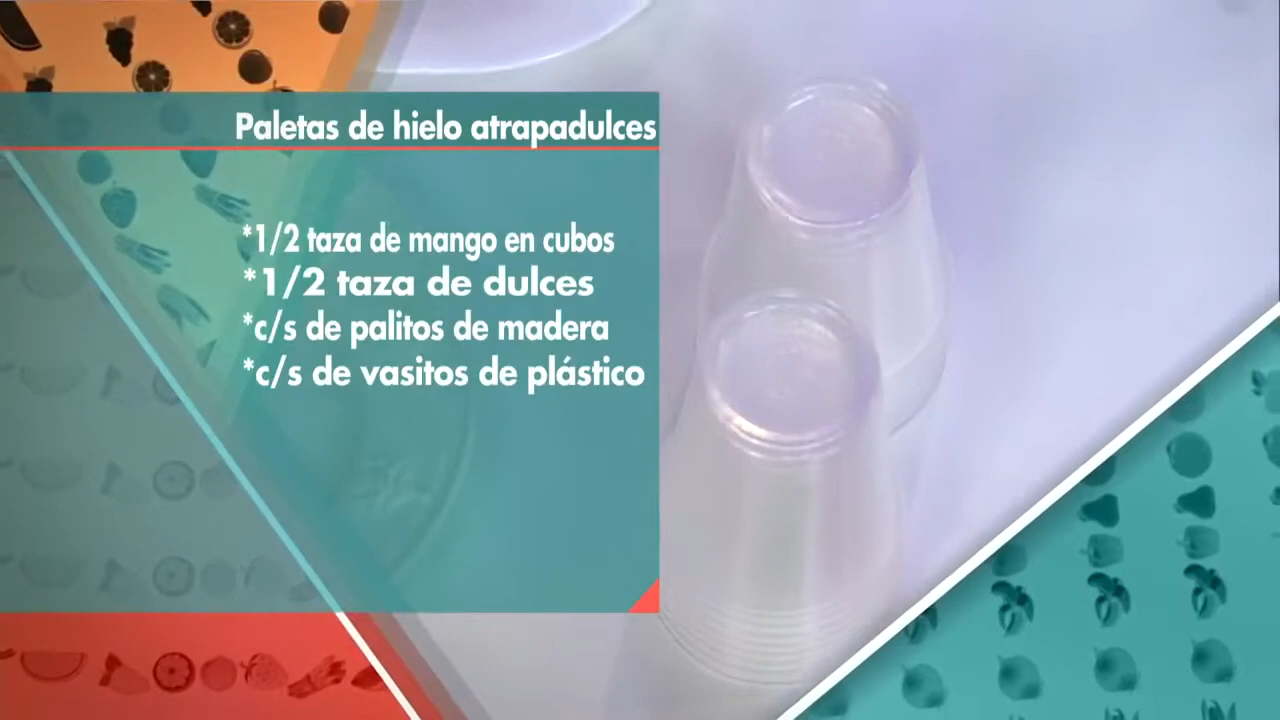 Paletas de hielo atrapadulces
*1/2 taza de mango en cubos
*1/2 taza de dulces
*c/s de palitos de madera
*c/s de vasitos de plástico